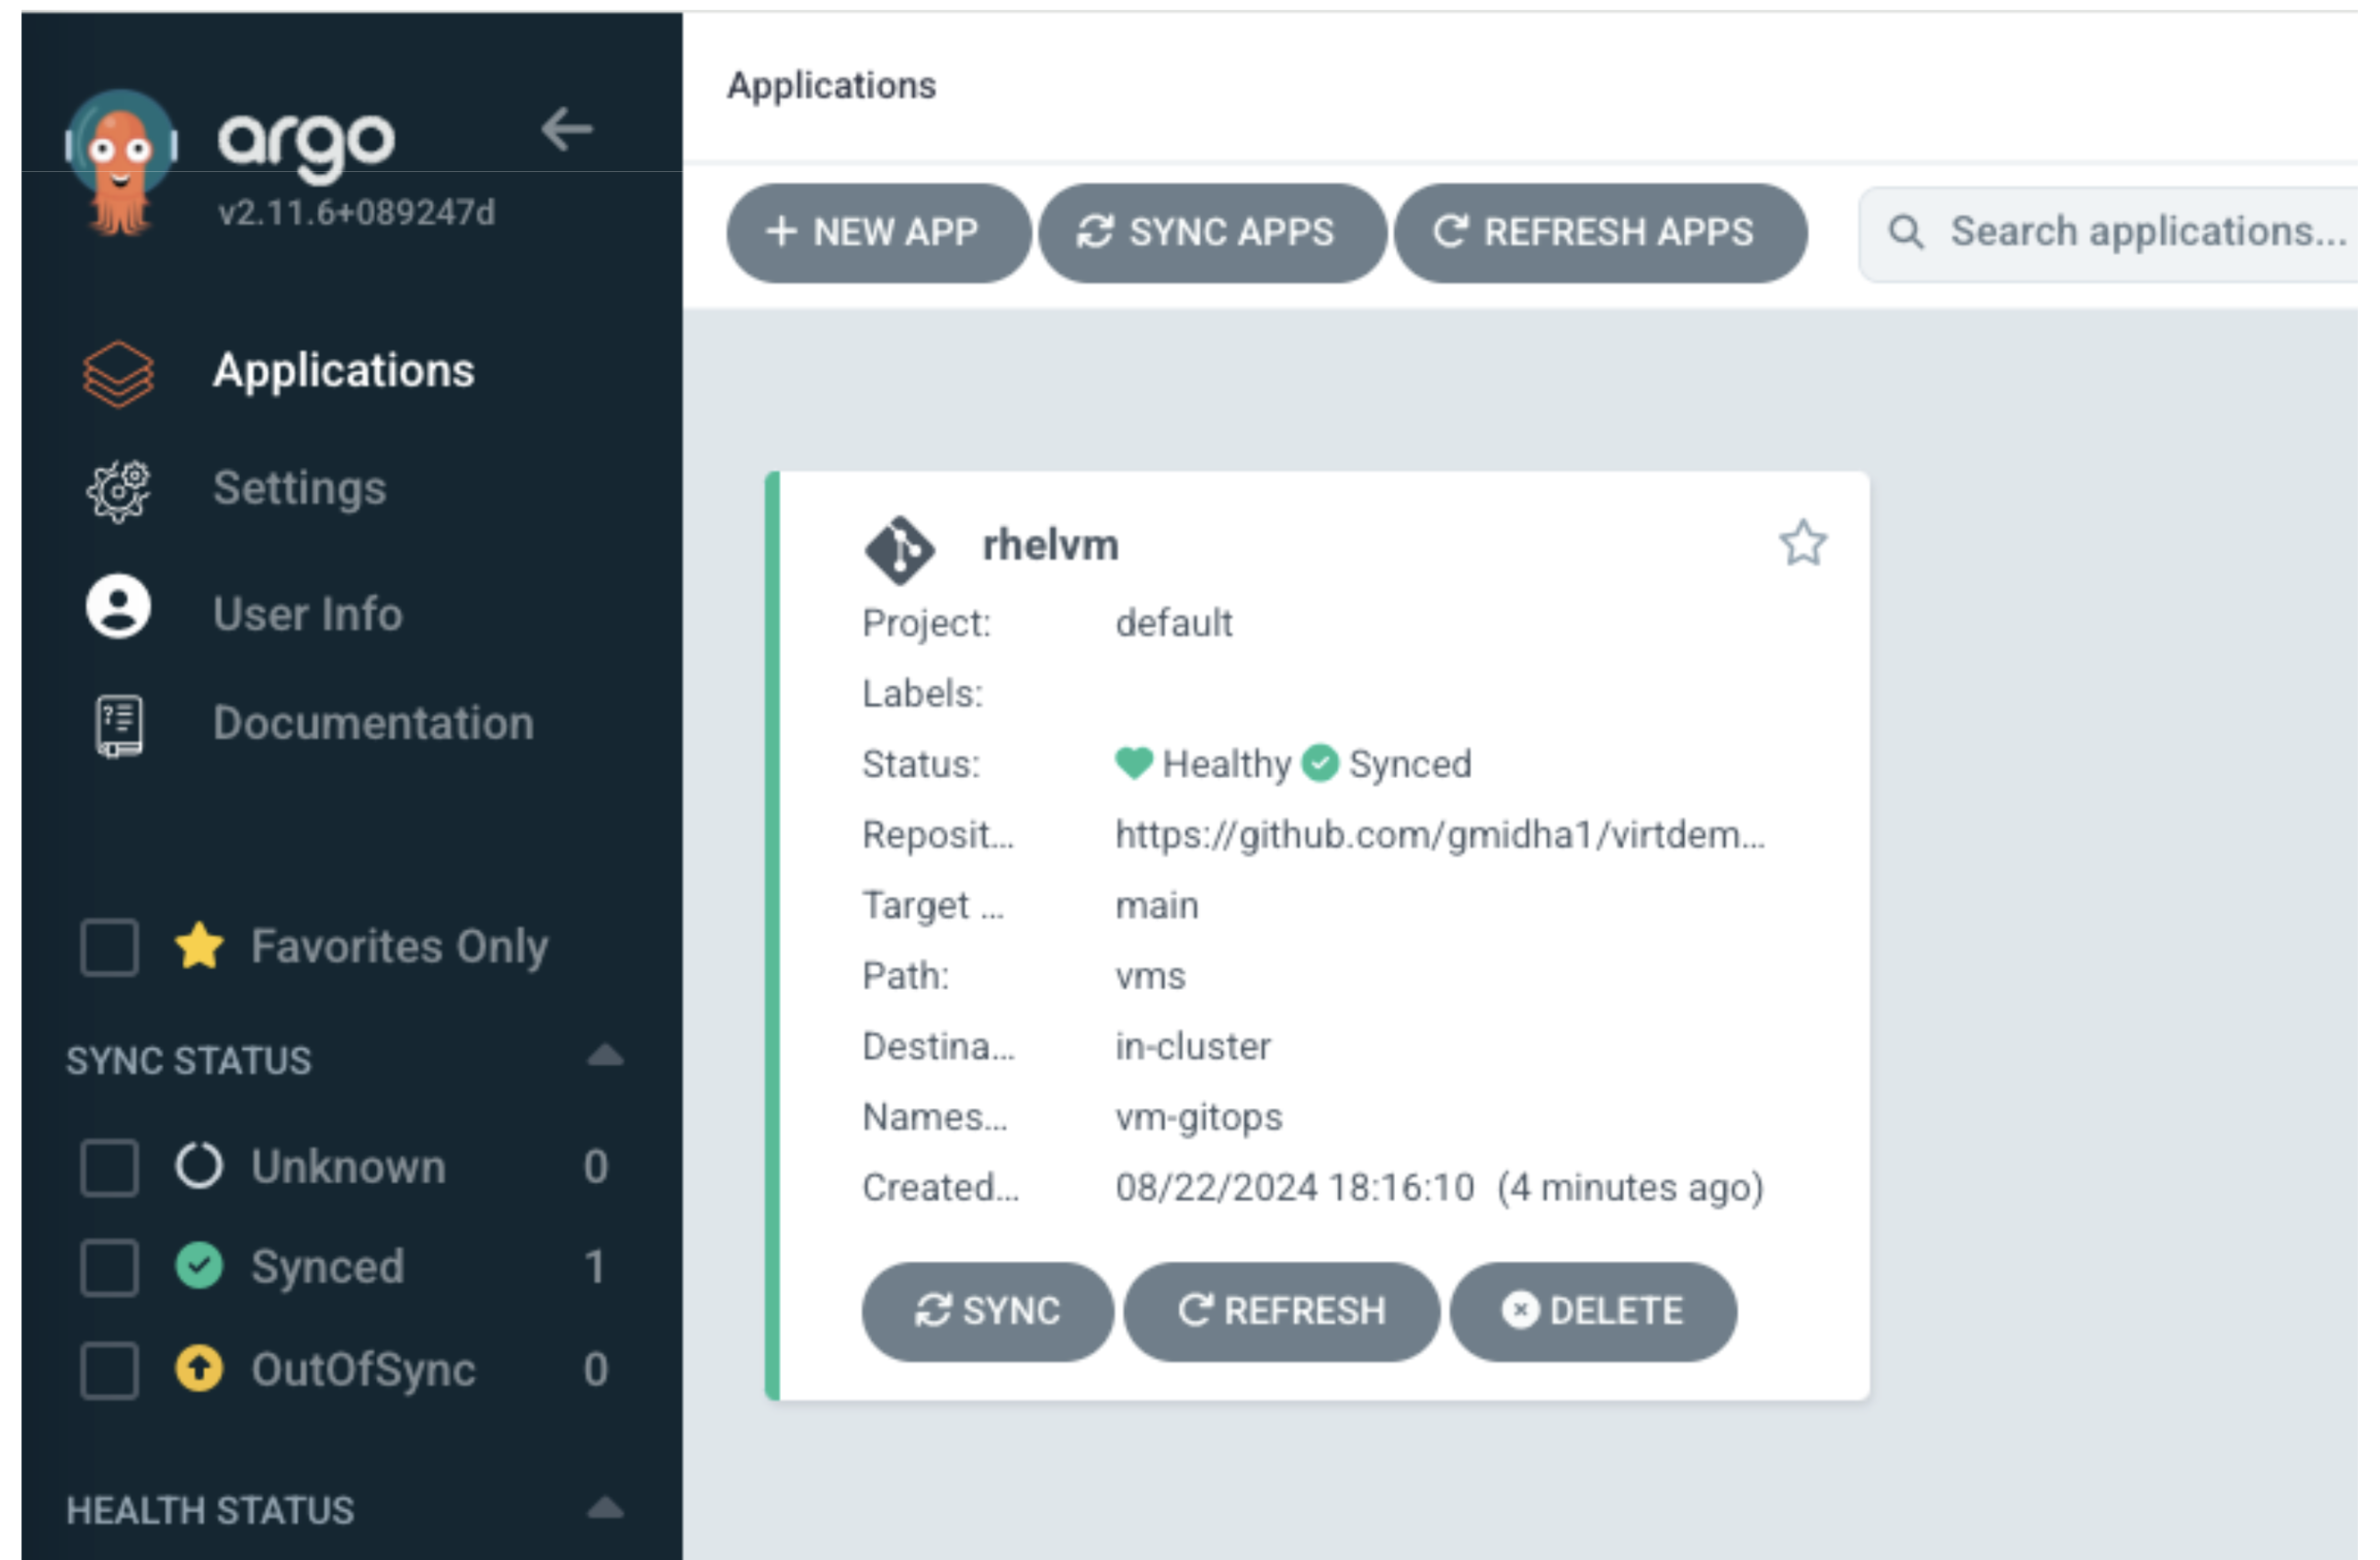 argo
v2.11.6+089247d
Applications
Settings
User Info
Documentation
Favorites Only
SYNC STATUS
Unknown 0
Synced 1
OutOfSync 0
HEALTH STATUS
Applications
NEW APP SYNC APPS REFRESH APPS Search applications...
rhelvm
Project: default
Labels:
Status: Healthy Synced
Reposit... https://github.com/gmidha1/virtdem...
Target ... main
Path: vms
Destina... in-cluster
Names... vm-gitops
Created... 08/22/2024 18:16:10 (4 minutes ago)
SYNC REFRESH DELETE